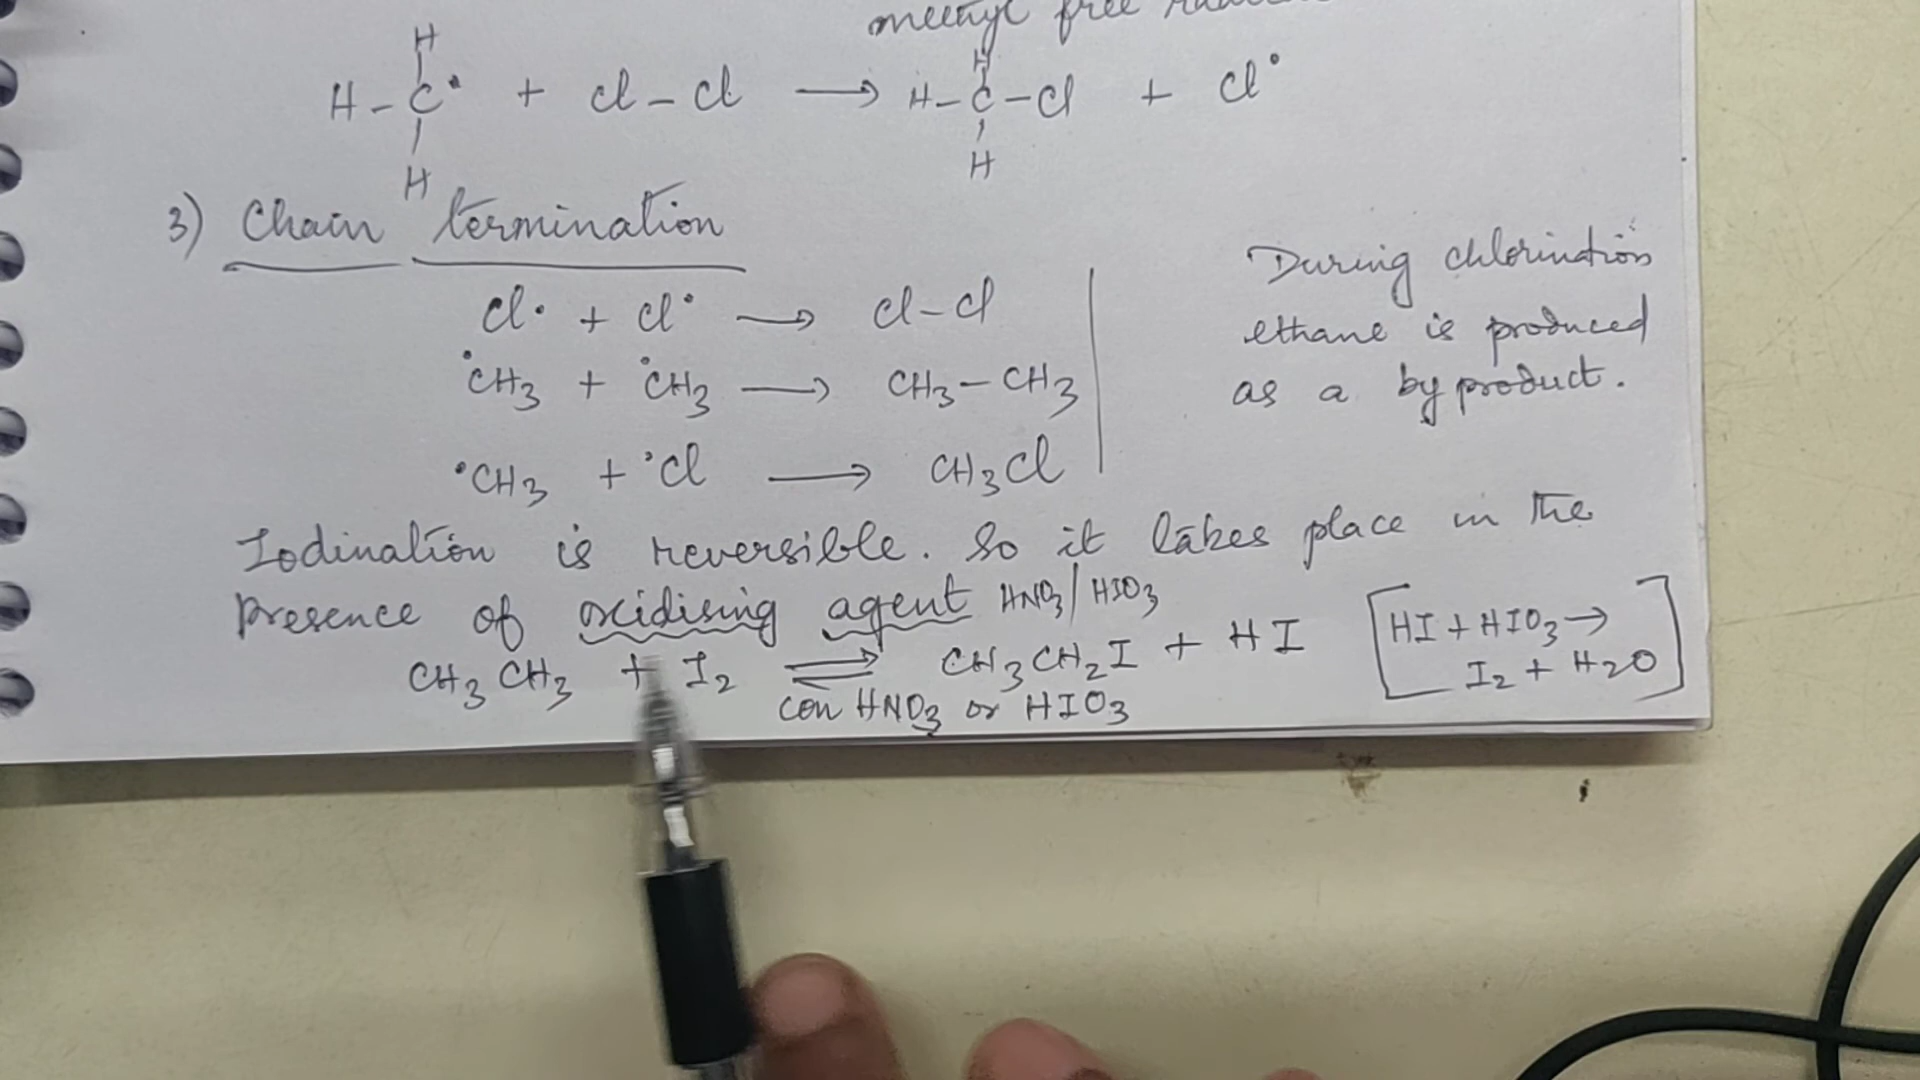 methyl free
H
H - C• + Cl - Cl ⟶ H - C - Cl + Cl•
H
H
H
3) Chain termination
Cl• + Cl• ⟶ Cl - Cl
•CH3 + •CH3 ⟶ CH3 - CH3
•CH3 + •Cl ⟶ CH3Cl
During chlorination
ethane is produced
as a by product.
Iodination is reversible. So it takes place in the
presence of oxidising agent HNO3/HIO3
CH3CH3 + I2 ⇌ CH3CH2I + HI
con HNO3 or HIO3
[HI + HIO3 →
I2 + H2O]